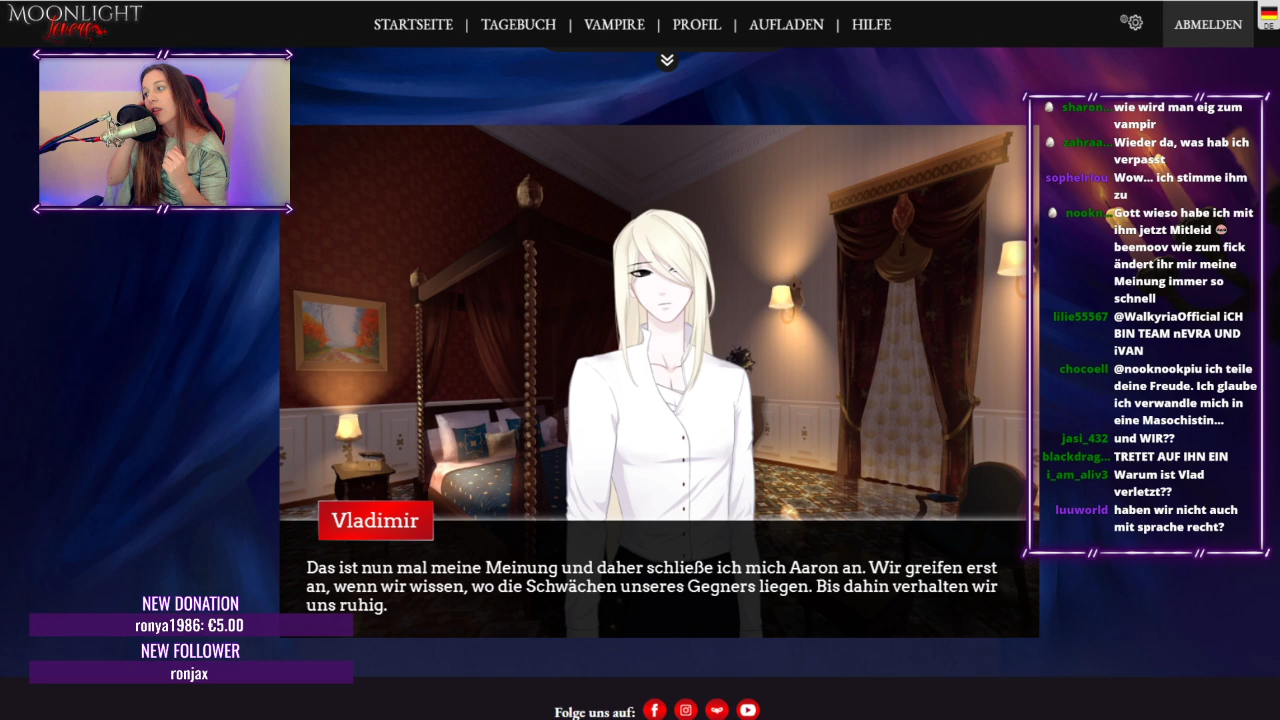 MOONLIGHT
Lovers
STARTSEITE | TAGEBUCH | VAMPIRE | PROFIL | AUFLADEN | HILFE
ABMELDEN
DE
sharon... wie wird man eig zum
vampir
zahraa... Wieder da, was hab ich
verpasst
sophelriou Wow... ich stimme ihm
zu
nookn... Gott wieso habe ich mit
ihm jetzt Mitleid
beemoov wie zum fick
ändert ihr mir meine
Meinung immer so
schnell
lilie55567 @WalkyriaOfficial iCH
BIN TEAM nEVRA UND
iVAN
chocoell @nooknookpiu ich teile
deine Freude. Ich glaube
ich verwandle mich in
eine Masochistin...
jasi_432 und WIR??
blackdrag... TRETET AUF IHN EIN
i_am_aliv3 Warum ist Vlad
verletzt??
luuworld haben wir nicht auch
mit sprache recht?
Vladimir
Das ist nun mal meine Meinung und daher schließe ich mich Aaron an. Wir greifen erst
an, wenn wir wissen, wo die Schwächen unseres Gegners liegen. Bis dahin verhalten wir
uns ruhig.
NEW DONATION
ronya1986: €5.00
NEW FOLLOWER
ronjax
Folge uns auf: